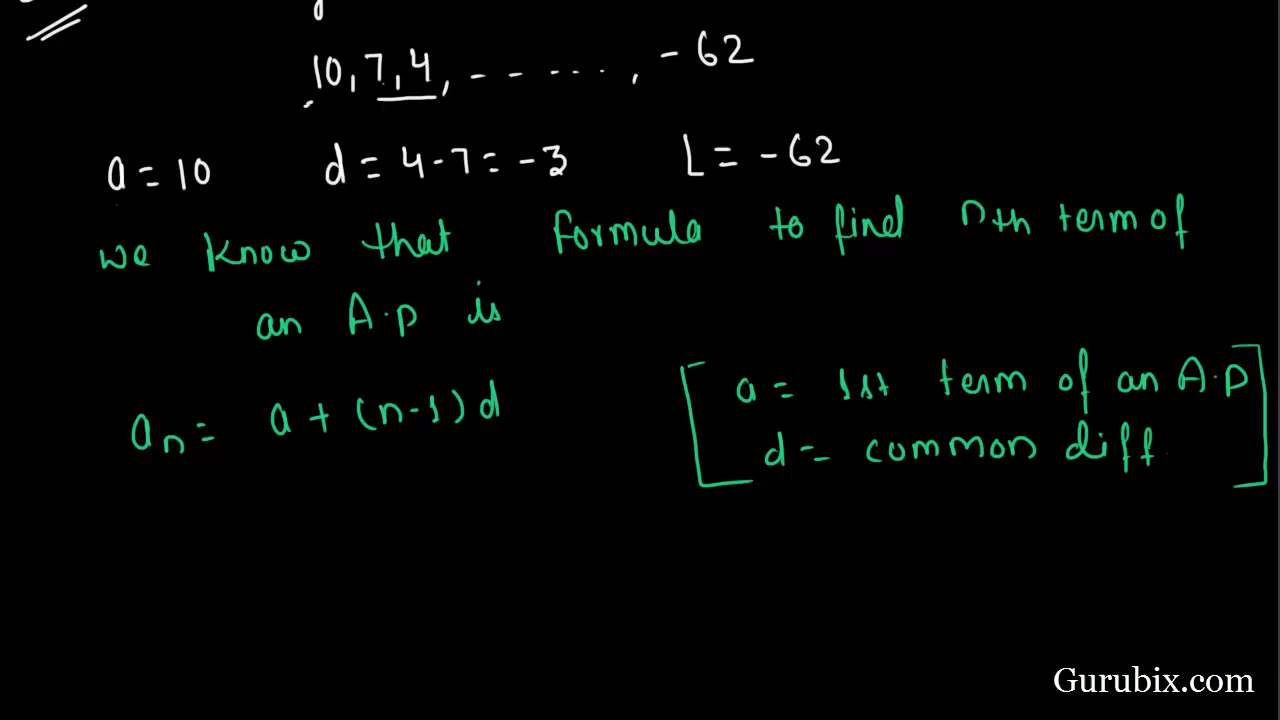 10, 7, 4, - - ....., - 62
a = 10 d = 4 - 7 = - 3 L = - 62
we know that formula to find nth term of
an A.p is
an = a + (n-1) d
a = 1st term of an A.p
d = common diff
Gurubix.com